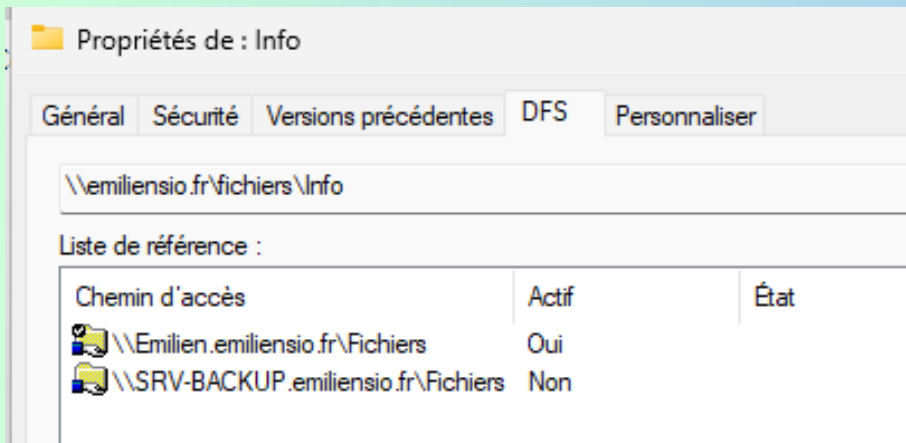 Propriétés de : Info
Général Sécurité Versions précédentes DFS Personnaliser
\\emiliensio.fr\fichiers\Info
Liste de référence :
Chemin d'accès Actif État
\\Emilien.emiliensio.fr\Fichiers Oui
\\SRV-BACKUP.emiliensio.fr\Fichiers Non